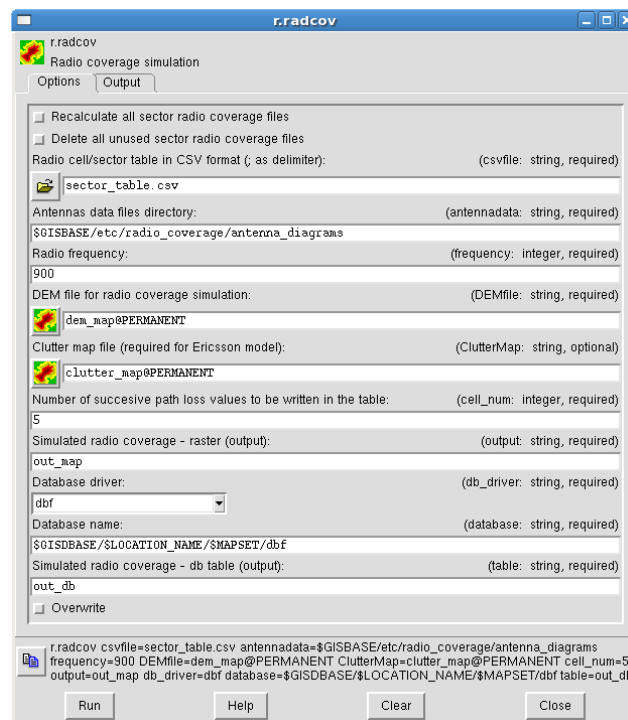 r.radcov
r.radcov
Radio coverage simulation
Options Output
Recalculate all sector radio coverage files
Delete all unused sector radio coverage files
Radio cell/sector table in CSV format (; as delimiter): (csvfile: string, required)
sector_table.csv
Antennas data files directory: (antennadata: string, required)
$GISBASE/etc/radio_coverage/antenna_diagrams
Radio frequency: (frequency: integer, required)
900
DEM file for radio coverage simulation: (DEMfile: string, required)
dem_map@PERMANENT
Clutter map file (required for Ericsson model): (ClutterMap: string, optional)
clutter_map@PERMANENT
Number of succesive path loss values to be written in the table: (cell_num: integer, required)
5
Simulated radio coverage - raster (output): (output: string, required)
out_map
Database driver: (db_driver: string, required)
dbf
Database name: (database: string, required)
$GISDBASE/$LOCATION_NAME/$MAPSET/dbf
Simulated radio coverage - db table (output): (table: string, required)
out_db
Overwrite
r.radcov csvfile=sector_table.csv antennadata=$GISBASE/etc/radio_coverage/antenna_diagrams
frequency=900 DEMfile=dem_map@PERMANENT ClutterMap=clutter_map@PERMANENT cell_num=5
output=out_map db_driver=dbf database=$GISDBASE/$LOCATION_NAME/$MAPSET/dbf table=out_db
Run Help Clear Close